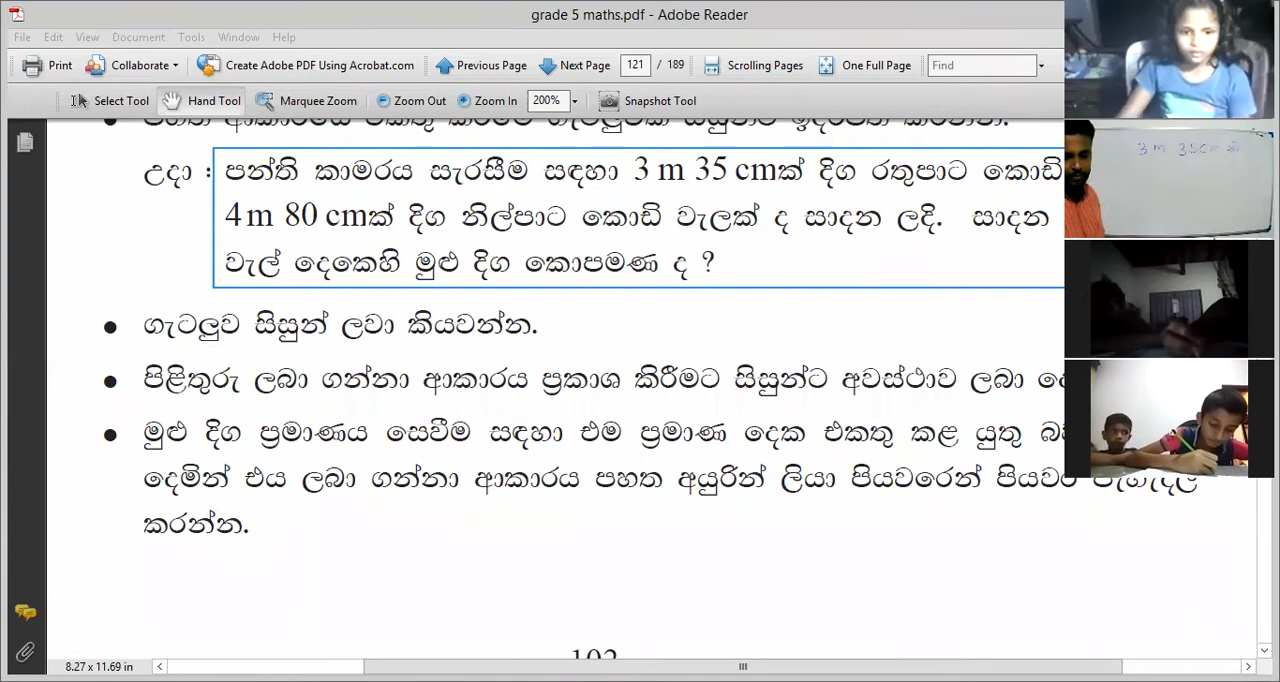 grade 5 maths.pdf - Adobe Reader
File Edit View Document Tools Window Help
Print Collaborate Create Adobe PDF Using Acrobat.com Previous Page Next Page 121 / 189 Scrolling Pages One Full Page Find
Select Tool Hand Tool Marquee Zoom Zoom Out Zoom In 200% Snapshot Tool
3 m 35 cm
උදා : පන්ති කාමරය සැරසීම සඳහා 3 m 35 cmක් දිග රතුපාට කොඩි
4 m 80 cmක් දිග නිල්පාට කොඩි වැලක් ද සාදන ලදි. සාදන
වැල් දෙකෙහි මුළු දිග කොපමණ ද ?
• ගැටලුව සිසුන් ලවා කියවන්න.
• පිළිතුරු ලබා ගන්නා ආකාරය ප්‍රකාශ කිරීමට සිසුන්ට අවස්ථාව ලබා
• මුළු දිග ප්‍රමාණය සෙවීම සඳහා එම ප්‍රමාණ දෙක එකතු කළ යුතු
දෙමින් එය ලබා ගන්නා ආකාරය පහත අයුරින් ලියා පියවරෙන් පියවර
කරන්න.
8.27 x 11.69 in